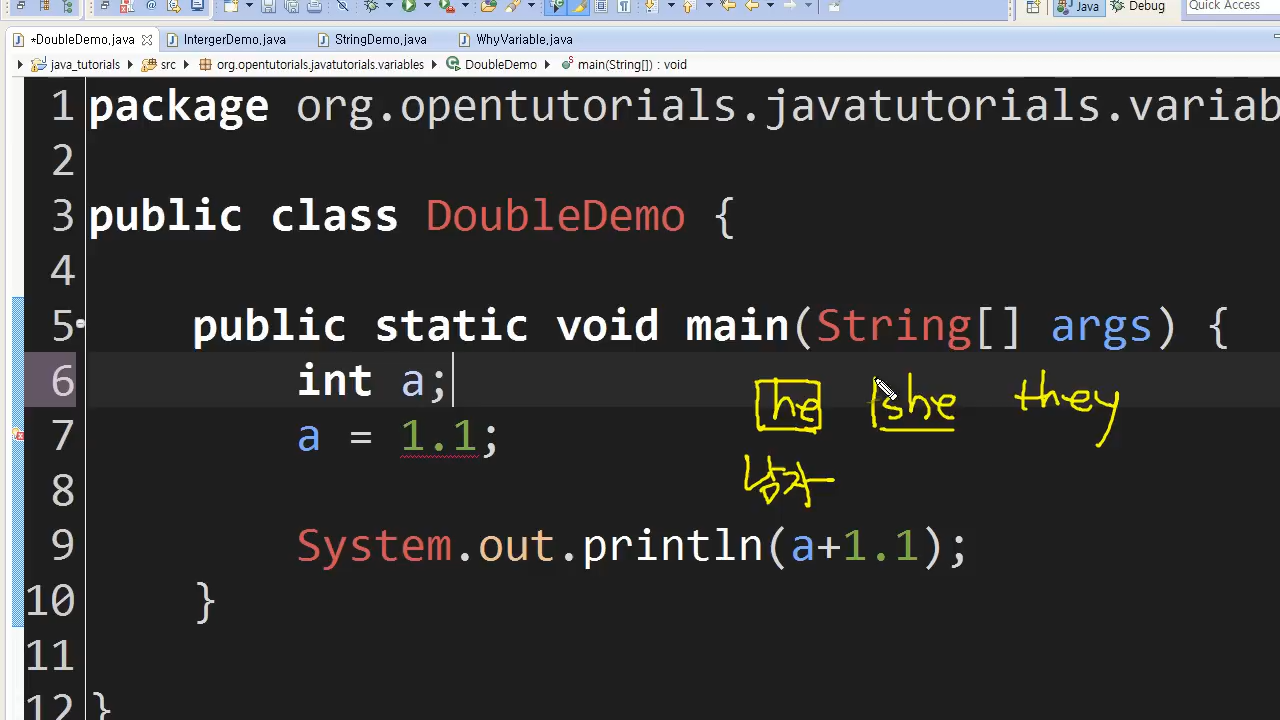 Java Debug Quick Access
*DoubleDemo.java IntergerDemo.java StringDemo.java WhyVariable.java
java_tutorials src org.opentutorials.javatutorials.variables DoubleDemo main(String[]) : void
1 package org.opentutorials.javatutorials.variab
2
3 public class DoubleDemo {
4
5 public static void main(String[] args) {
6 int a;
he she they
7 a = 1.1;
남자
8
9 System.out.println(a+1.1);
10 }
11
12 }